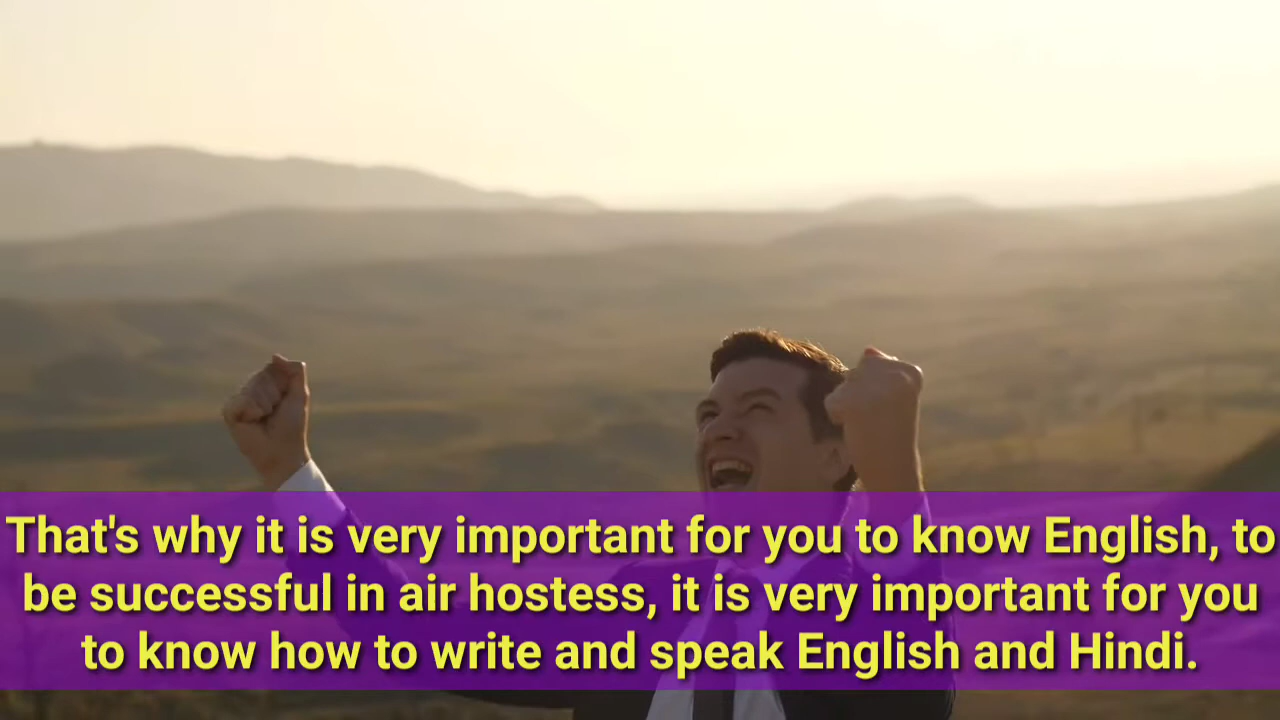 That's why it is very important for you to know English, to
be successful in air hostess, it is very important for you
to know how to write and speak English and Hindi.